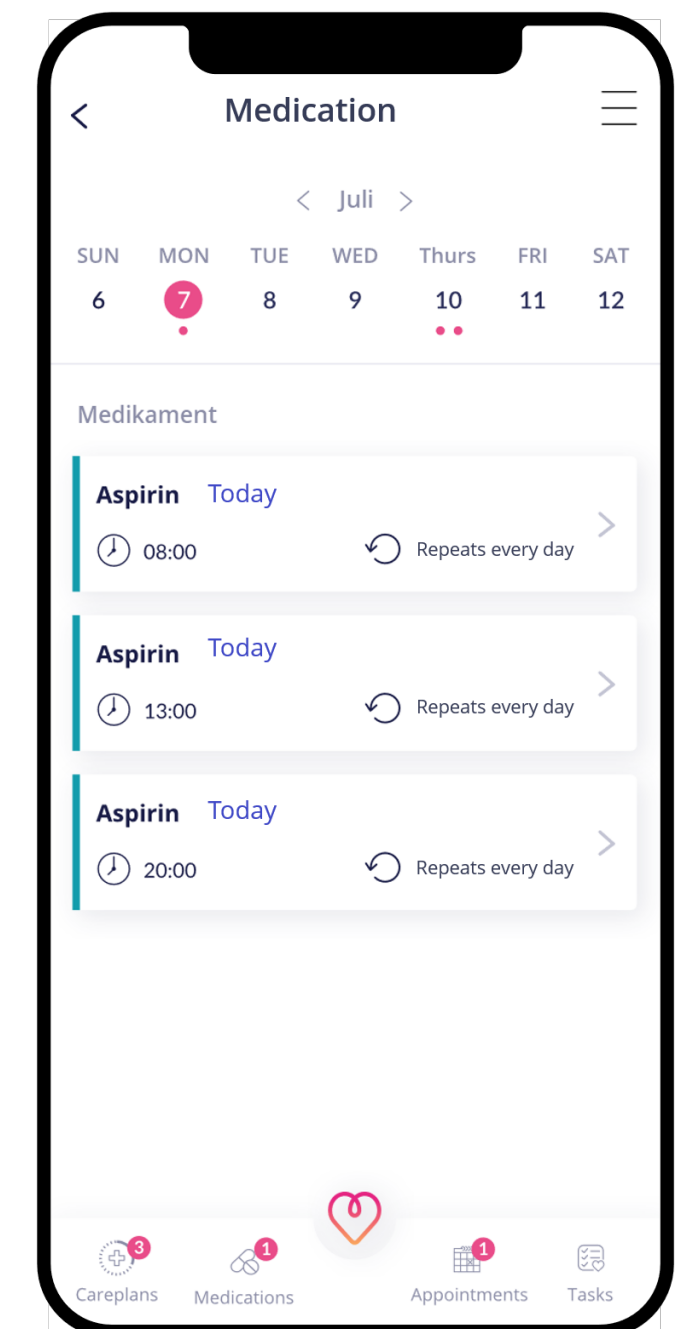 Medication
Juli
SUN MON TUE WED Thurs FRI SAT
6 7 8 9 10 11 12
Medikament
Aspirin Today
08:00 Repeats every day
Aspirin Today
13:00 Repeats every day
Aspirin Today
20:00 Repeats every day
3 1 1
Careplans Medications Appointments Tasks